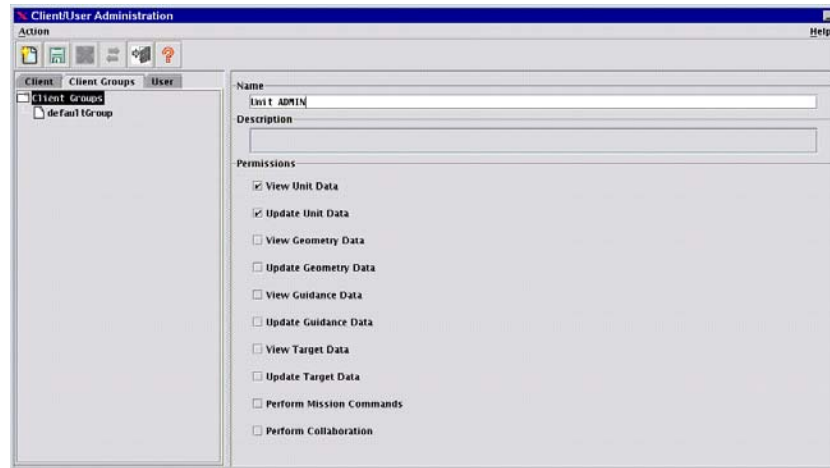 Client/User Administration
Action Help
Client Client Groups User
Client Groups
defaultGroup
Name
Unit ADMIN
Description
Permissions
View Unit Data
Update Unit Data
View Geometry Data
Update Geometry Data
View Guidance Data
Update Guidance Data
View Target Data
Update Target Data
Perform Mission Commands
Perform Collaboration